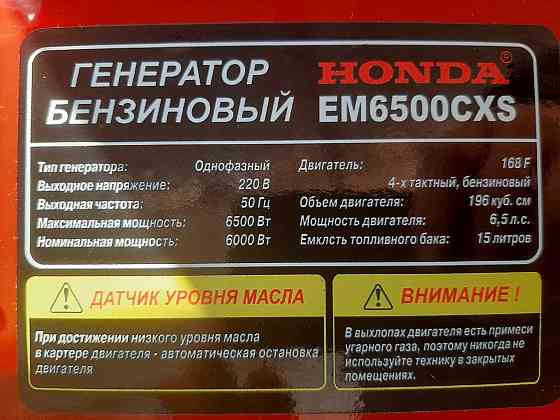 ГЕНЕРАТОР HONDA©
БЕНЗИНОВЫЙ EM6500CXS
Тип генератора: Однофазный
Выходное напряжение: 220 В
Выходная частота: 50 Гц
Максимальная мощность: 6500 Вт
Номинальная мощность: 6000 Вт
Двигатель: 168 F
4-х тактный, бензиновый
Объем двигателя: 196 куб. см
Мощность двигателя: 6,5 л.с.
Емклсть топливного бака: 15 литров
ДАТЧИК УРОВНЯ МАСЛА
При достижении низкого уровня масла
в картере двигателя - автоматическая остановка
двигателя
ВНИМАНИЕ !
В выхлопах двигателя есть примеси
угарного газа, поэтому никогда не
используйте технику в закрытых
помещениях.